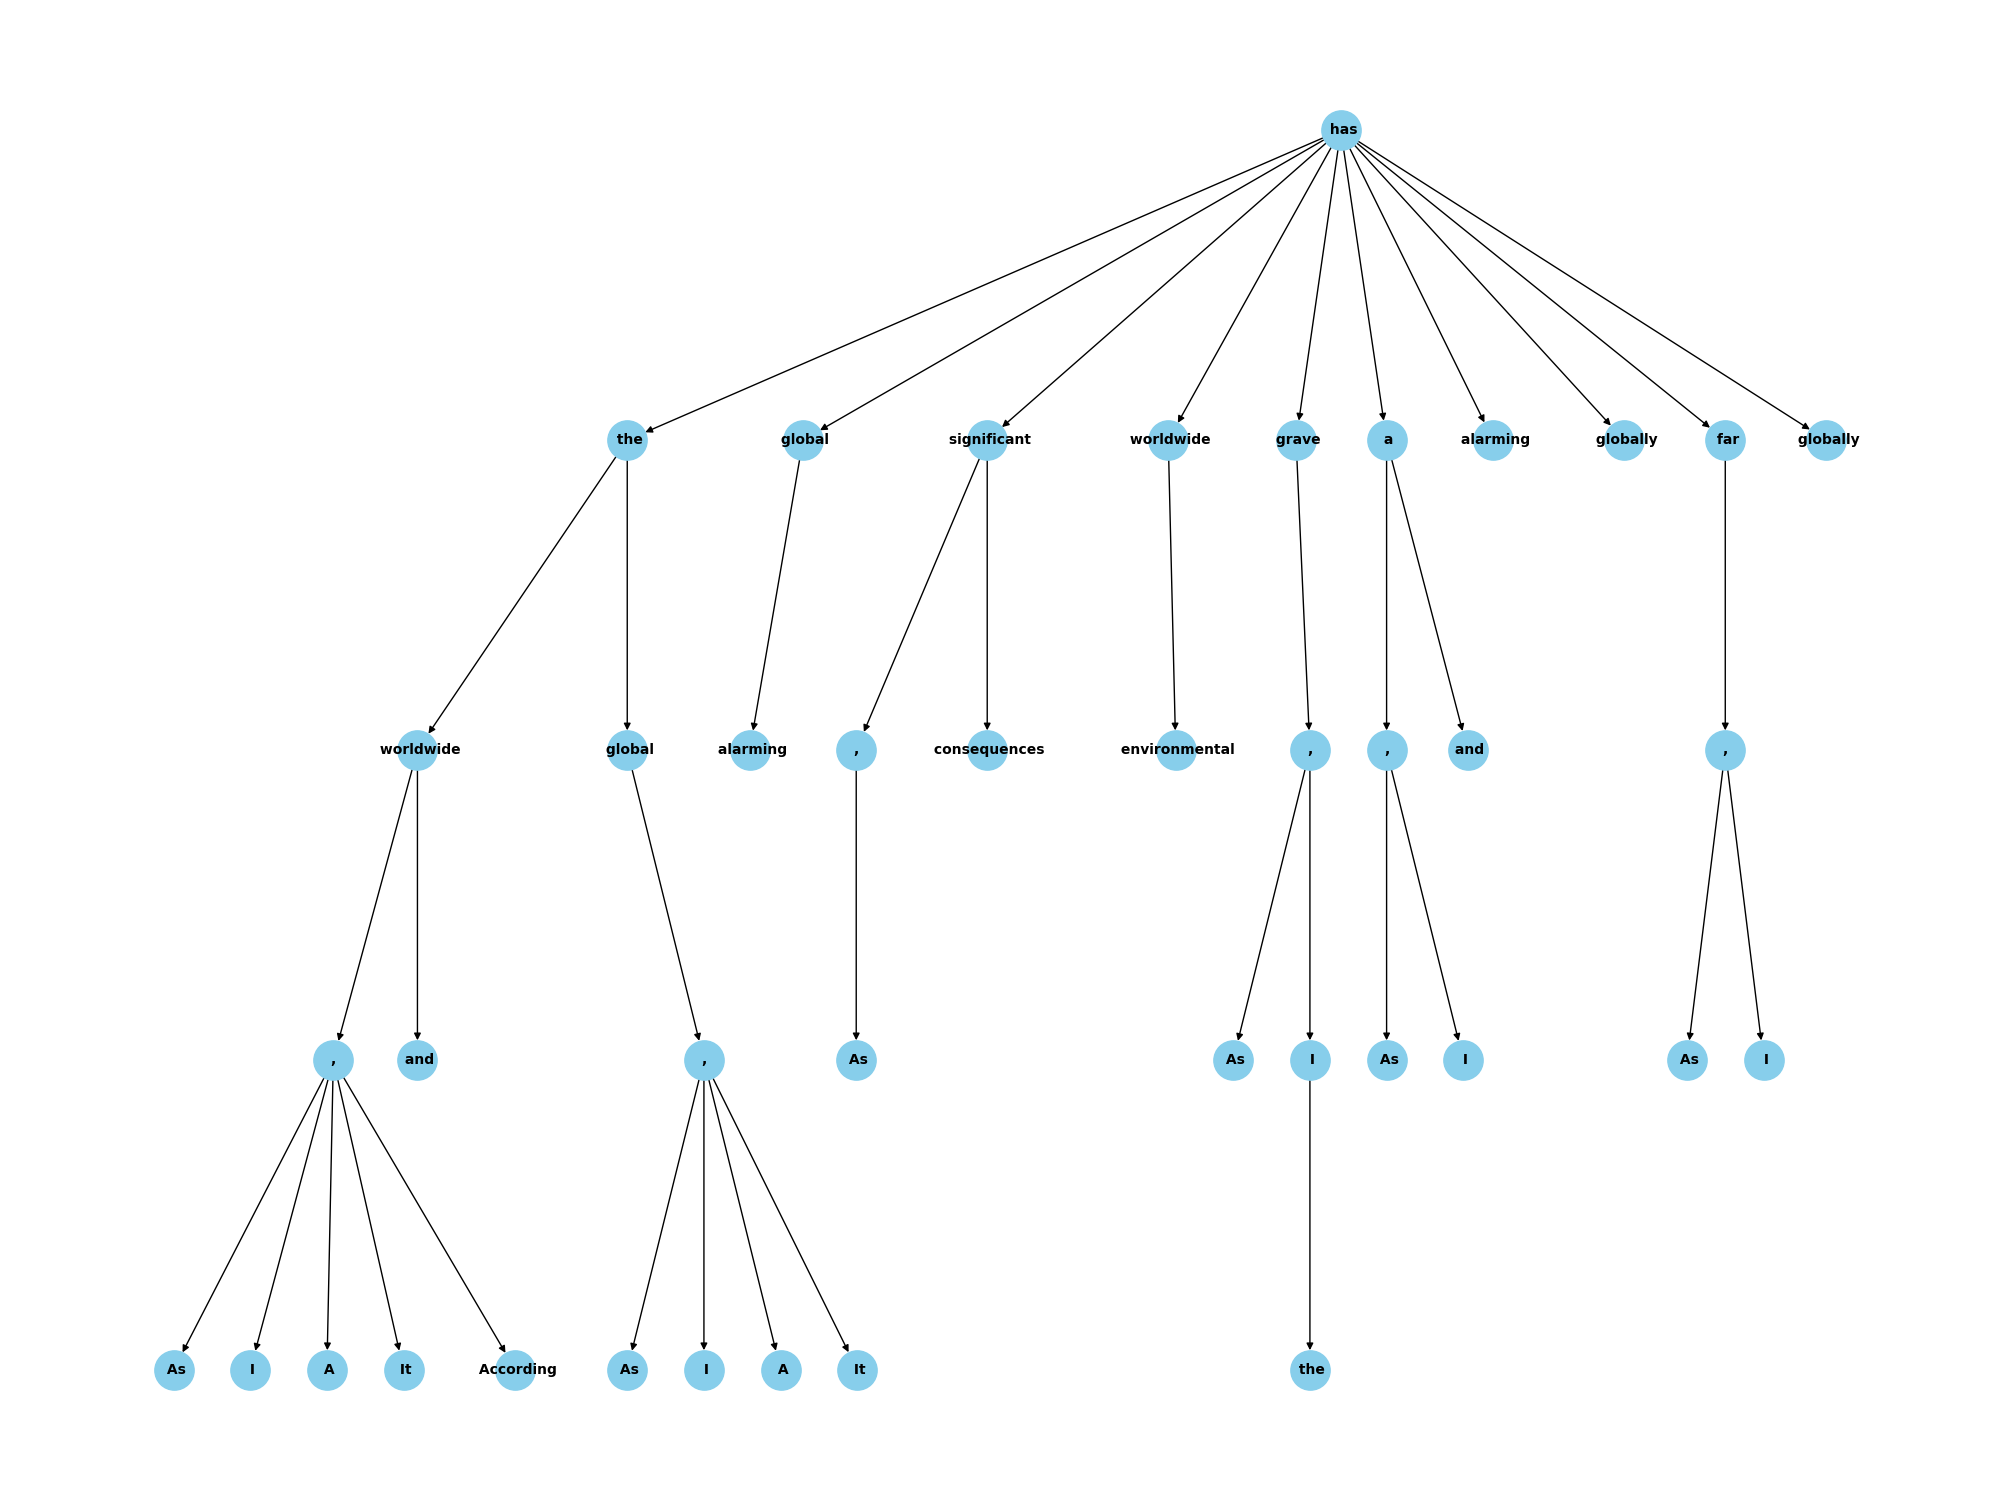 has
the global significant worldwide grave a alarming globally far globally
worldwide global alarming , consequences environmental , , and ,
, and , As As I As I As I
As I A It According As I A It the